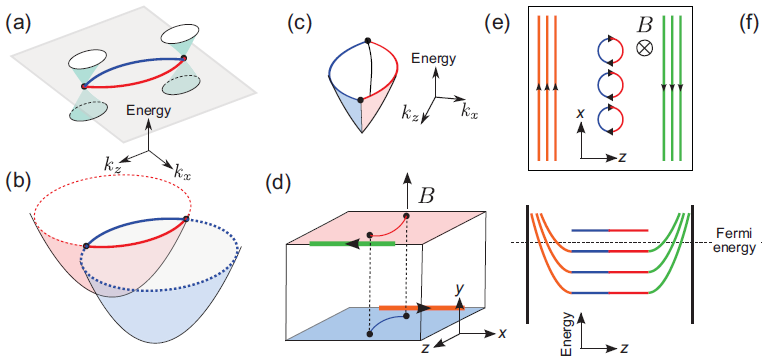 (a)
Energy
k_z
k_x
(b)
(c)
Energy
k_z
k_x
(d)
B
y
x
z
(e)
B
x
z
(f)
Fermi
energy
Energy
z